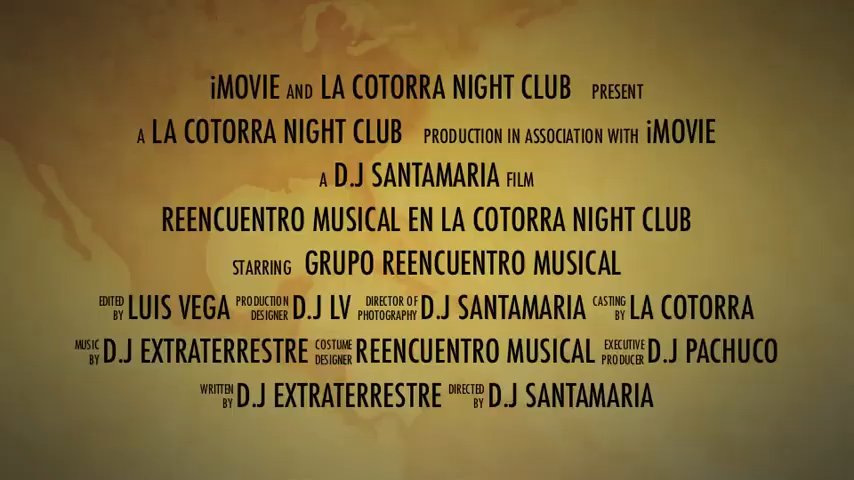 iMOVIE AND LA COTORRA NIGHT CLUB PRESENT
A LA COTORRA NIGHT CLUB PRODUCTION IN ASSOCIATION WITH iMOVIE
A D.J SANTAMARIA FILM
REENCUENTRO MUSICAL EN LA COTORRA NIGHT CLUB
STARRING GRUPO REENCUENTRO MUSICAL
EDITED BY LUIS VEGA PRODUCTION DESIGNER D.J LV DIRECTOR OF PHOTOGRAPHY D.J SANTAMARIA CASTING BY LA COTORRA
MUSIC BY D.J EXTRATERRESTRE COSTUME DESIGNER REENCUENTRO MUSICAL EXECUTIVE PRODUCER D.J PACHUCO
WRITTEN BY D.J EXTRATERRESTRE DIRECTED BY D.J SANTAMARIA